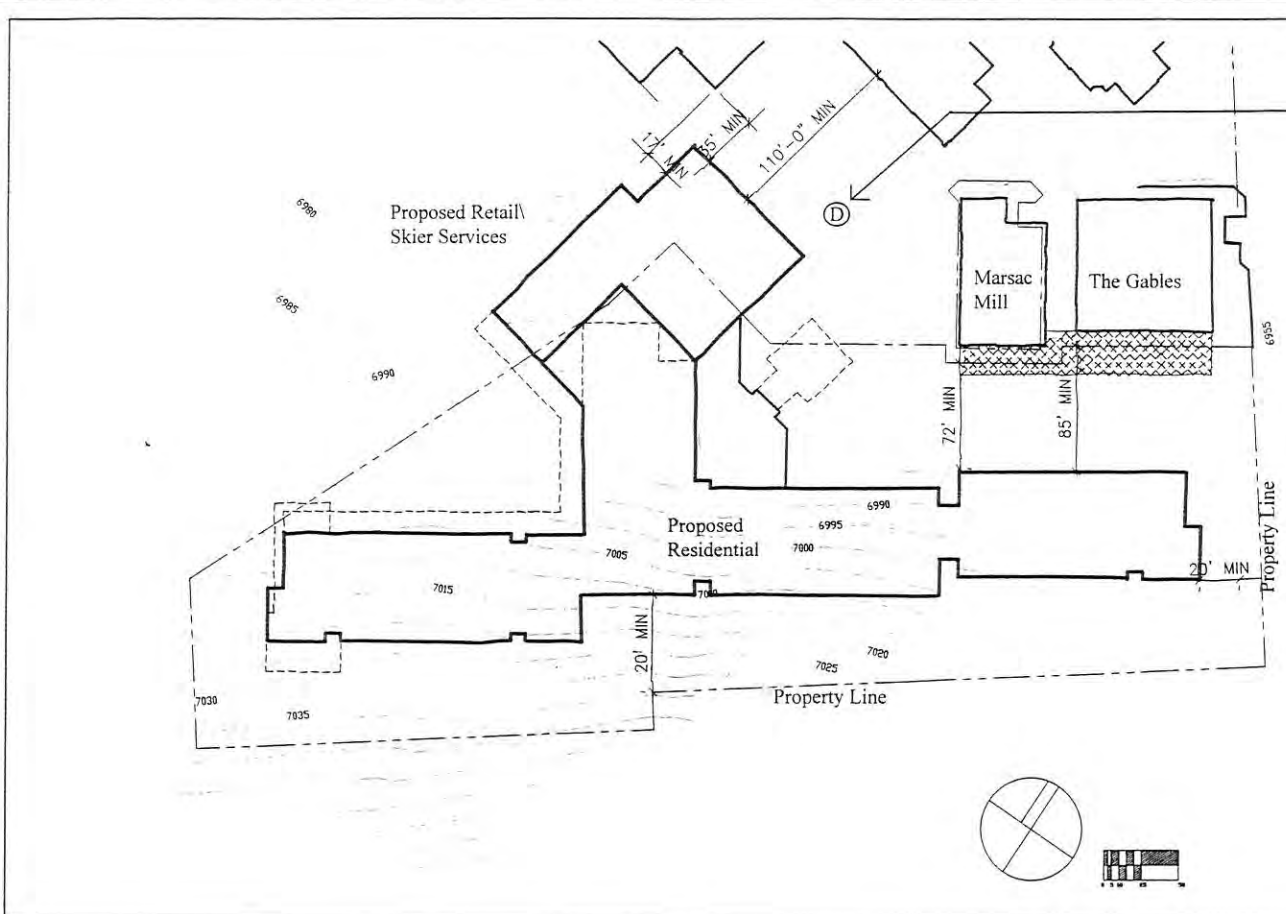 17' MIN
35' MIN
110'-0" MIN
D
6980
Proposed Retail\
Skier Services
6985
Marsac
Mill
The Gables
6955
6990
72' MIN
85' MIN
6990
6995
7000
Proposed
Residential
7005
7015
20' MIN
Property Line
20' MIN
7020
7025
Property Line
7030
7035